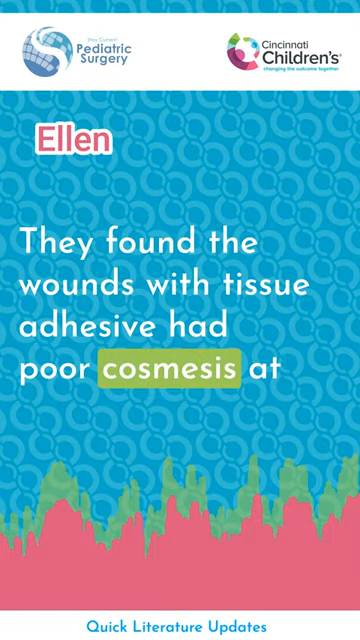 Stay Current
Pediatric
Surgery
Cincinnati
Children's
changing the outcome together
Ellen
They found the
wounds with tissue
adhesive had
poor cosmesis at
Quick Literature Updates